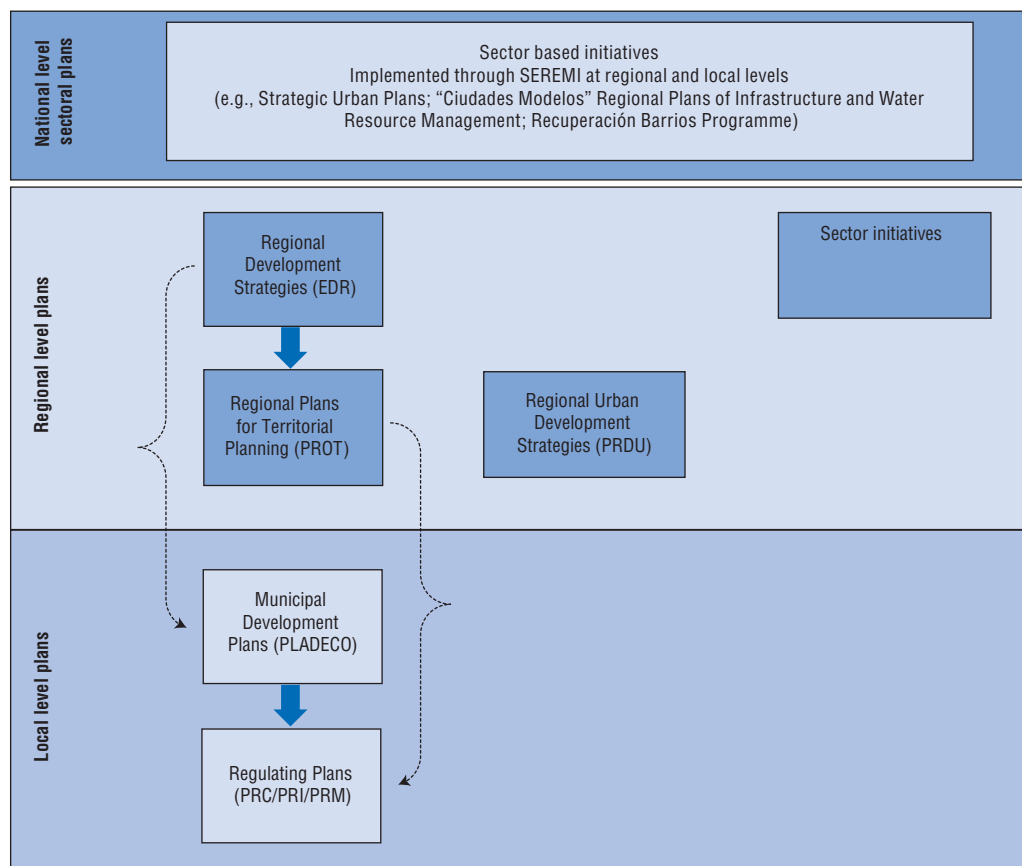 National level
sectoral plans
Sector based initiatives
Implemented through SEREMI at regional and local levels
(e.g., Strategic Urban Plans; “Ciudades Modelos” Regional Plans of Infrastructure and Water
Resource Management; Recuperación Barrios Programme)
Regional level plans
Regional
Development
Strategies (EDR)
Sector initiatives
Regional Plans
for Territorial
Planning (PROT)
Regional Urban
Development
Strategies (PRDU)
Local level plans
Municipal
Development
Plans (PLADECO)
Regulating Plans
(PRC/PRI/PRM)